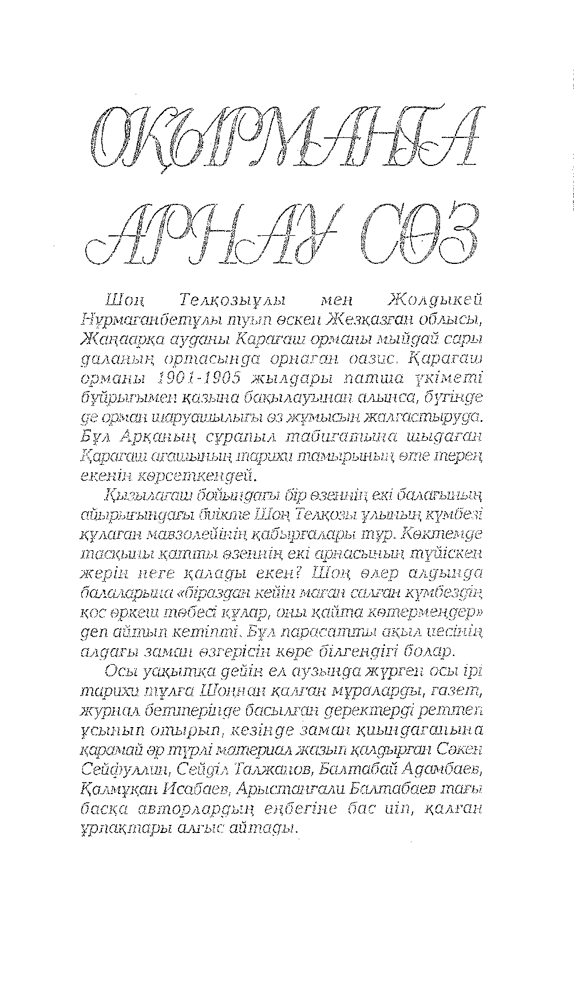 ОҚЫРМАНҒА
АРНАУ СӨЗ
Шоң Телқозыұлы мен Жолдыкей
Нұрмағанбетұлы туып өскен Жезқазған облысы,
Жаңаарқа ауданы Қарағаш орманы мыйдай сары
даланың ортасында орнаған оазис. Қарағаш
орманы 1901-1905 жылдары патша үкіметі
бұйрығымен қазына бақылауынан алынса, бүгінде
де орман шаруашылығы өз жұмысын жалғастыруда.
Бұл Арқаның сұрапыл табиғатына шыдаған
Қарағаш ағашының тарихи тамырының өте терең
екенін көрсеткендей.
Қызылағаш бойындағы бір өзеннің екі балағының
айырығындағы биікте Шоң Телқозы ұлының күмбезі
құлаған мавзолейінің қабырғалары тұр. Көктемде
тасқыны қатты өзеннің екі арнасының түйіскен
жерін неге қалады екен? Шоң өлер алдында
балаларына «біраздан кейін маған салған күмбездің
қос өркеш төбесі құлар, оны қайта көтермеңдер»
деп айтып кетіпті. Бұл парасатты ақыл иесінің
алдағы заман өзгерісін көре білгендігі болар.
Осы уақытқа дейін ел аузында жүрген осы ірі
тарихи тұлға Шоңнан қалған мұраларды, газет,
журнал беттерінде басылған деректерді реттеп
ұсынып отырып, кезінде заман қиындағанына
қарамай әр түрлі материал жазып қалдырған Сәкен
Сейфуллин, Сейділ Талжанов, Балтабай Адамбаев,
Қалмұқан Исабаев, Арыстанғали Балтабаев тағы
басқа авторлардың еңбегіне бас иіп, қалған
ұрпақтары алғыс айтады.